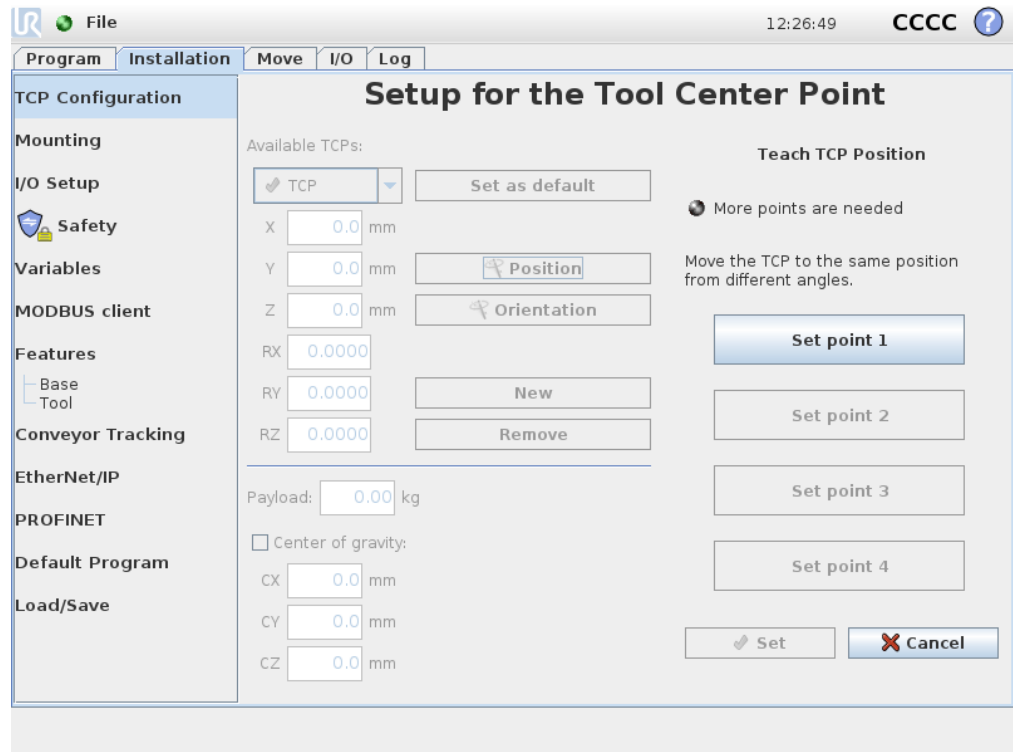 UR File 12:26:49 CCCC ?
Program Installation Move I/O Log
TCP Configuration
Mounting
I/O Setup
Safety
Variables
MODBUS client
Features
Base
Tool
Conveyor Tracking
EtherNet/IP
PROFINET
Default Program
Load/Save
Setup for the Tool Center Point
Available TCPs:
TCP Set as default
X 0.0 mm
Y 0.0 mm Position
Z 0.0 mm Orientation
RX 0.0000
RY 0.0000 New
RZ 0.0000 Remove
Payload: 0.00 kg
Center of gravity:
CX 0.0 mm
CY 0.0 mm
CZ 0.0 mm
Teach TCP Position
More points are needed
Move the TCP to the same position
from different angles.
Set point 1
Set point 2
Set point 3
Set point 4
Set Cancel